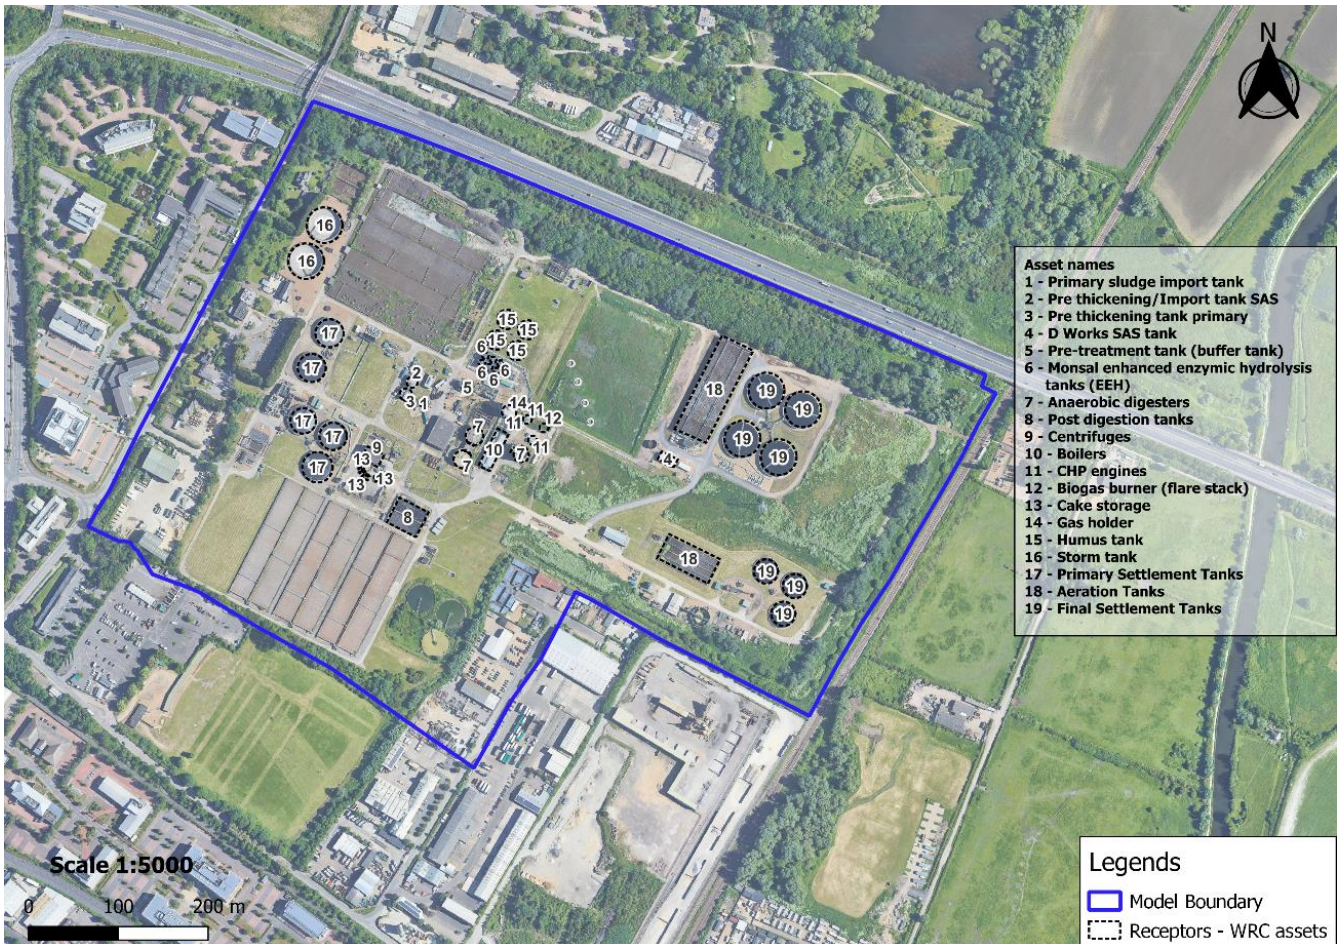 N
16
16
15
15
15
15
17
6
6
6
6
17
2
5
18
19
3
1
14
11
19
12
11
17
7
19
17
9
10
11
19
13
7
7
4
17
13
13
8
18
19
19
19
Asset names
1 - Primary sludge import tank
2 - Pre thickening/Import tank SAS
3 - Pre thickening tank primary
4 - D Works SAS tank
5 - Pre-treatment tank (buffer tank)
6 - Monsal enhanced enzymic hydrolysis
tanks (EEH)
7 - Anaerobic digesters
8 - Post digestion tanks
9 - Centrifuges
10 - Boilers
11 - CHP engines
12 - Biogas burner (flare stack)
13 - Cake storage
14 - Gas holder
15 - Humus tank
16 - Storm tank
17 - Primary Settlement Tanks
18 - Aeration Tanks
19 - Final Settlement Tanks
Scale 1:5000
0 100 200 m
Legends
Model Boundary
Receptors - WRC assets